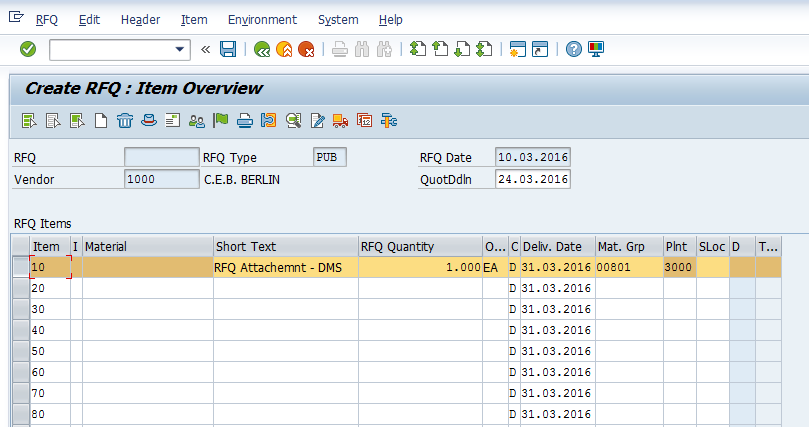 RFQ Edit Header Item Environment System Help
Create RFQ : Item Overview
RFQ RFQ Type PUB RFQ Date 10.03.2016
Vendor 1000 C.E.B. BERLIN QuotDdln 24.03.2016
RFQ Items
Item I Material Short Text RFQ Quantity O... C Deliv. Date Mat. Grp Plnt SLoc D T...
10 RFQ Attachemnt - DMS 1.000 EA D 31.03.2016 00801 3000
20 D 31.03.2016
30 D 31.03.2016
40 D 31.03.2016
50 D 31.03.2016
60 D 31.03.2016
70 D 31.03.2016
80 D 31.03.2016